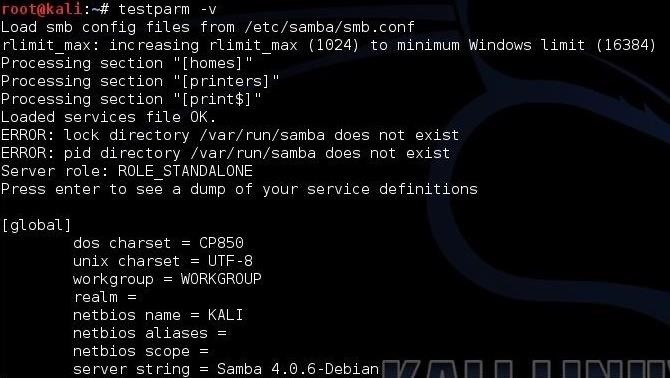 root@kali:~# testparm -v
Load smb config files from /etc/samba/smb.conf
rlimit_max: increasing rlimit_max (1024) to minimum Windows limit (16384)
Processing section "[homes]"
Processing section "[printers]"
Processing section "[print$]"
Loaded services file OK.
ERROR: lock directory /var/run/samba does not exist
ERROR: pid directory /var/run/samba does not exist
Server role: ROLE_STANDALONE
Press enter to see a dump of your service definitions
[global]
dos charset = CP850
unix charset = UTF-8
workgroup = WORKGROUP
realm =
netbios name = KALI
netbios aliases =
netbios scope =
server string = Samba 4.0.6-Debian
KALI LINUX